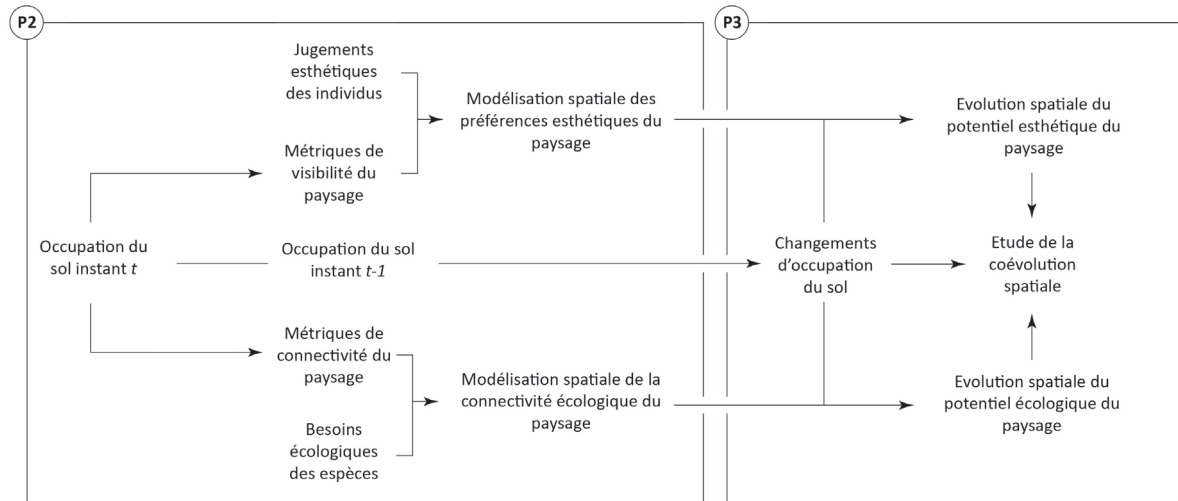 P2
P3
Jugements
esthétiques
des individus
Modélisation spatiale des
préférences esthétiques du
paysage
Métriques de
visibilité du
paysage
Evolution spatiale du
potentiel esthétique du
paysage
Occupation du
sol instant t
Occupation du sol
instant t-1
Changements
d'occupation
du sol
Etude de la
coévolution
spatiale
Métriques de
connectivité du
paysage
Modélisation spatiale de la
connectivité écologique du
paysage
Besoins
écologiques
des espèces
Evolution spatiale du
potentiel écologique du
paysage